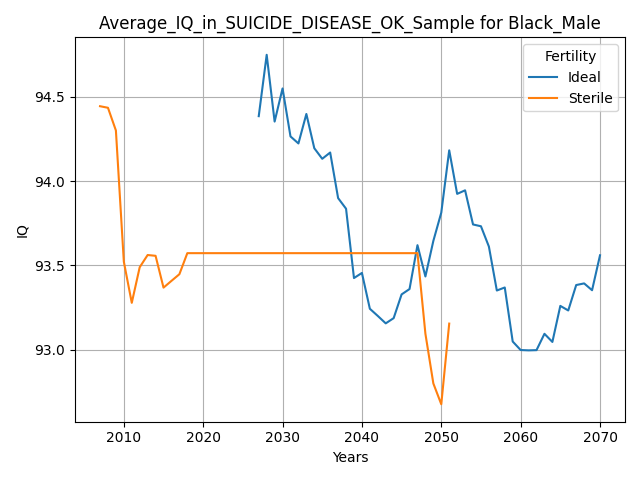 Average_IQ_in_SUICIDE_DISEASE_OK_Sample for Black_Male
Fertility
Ideal
Sterile
94.5
94.0
93.5
93.0
IQ
2010 2020 2030 2040 2050 2060 2070
Years